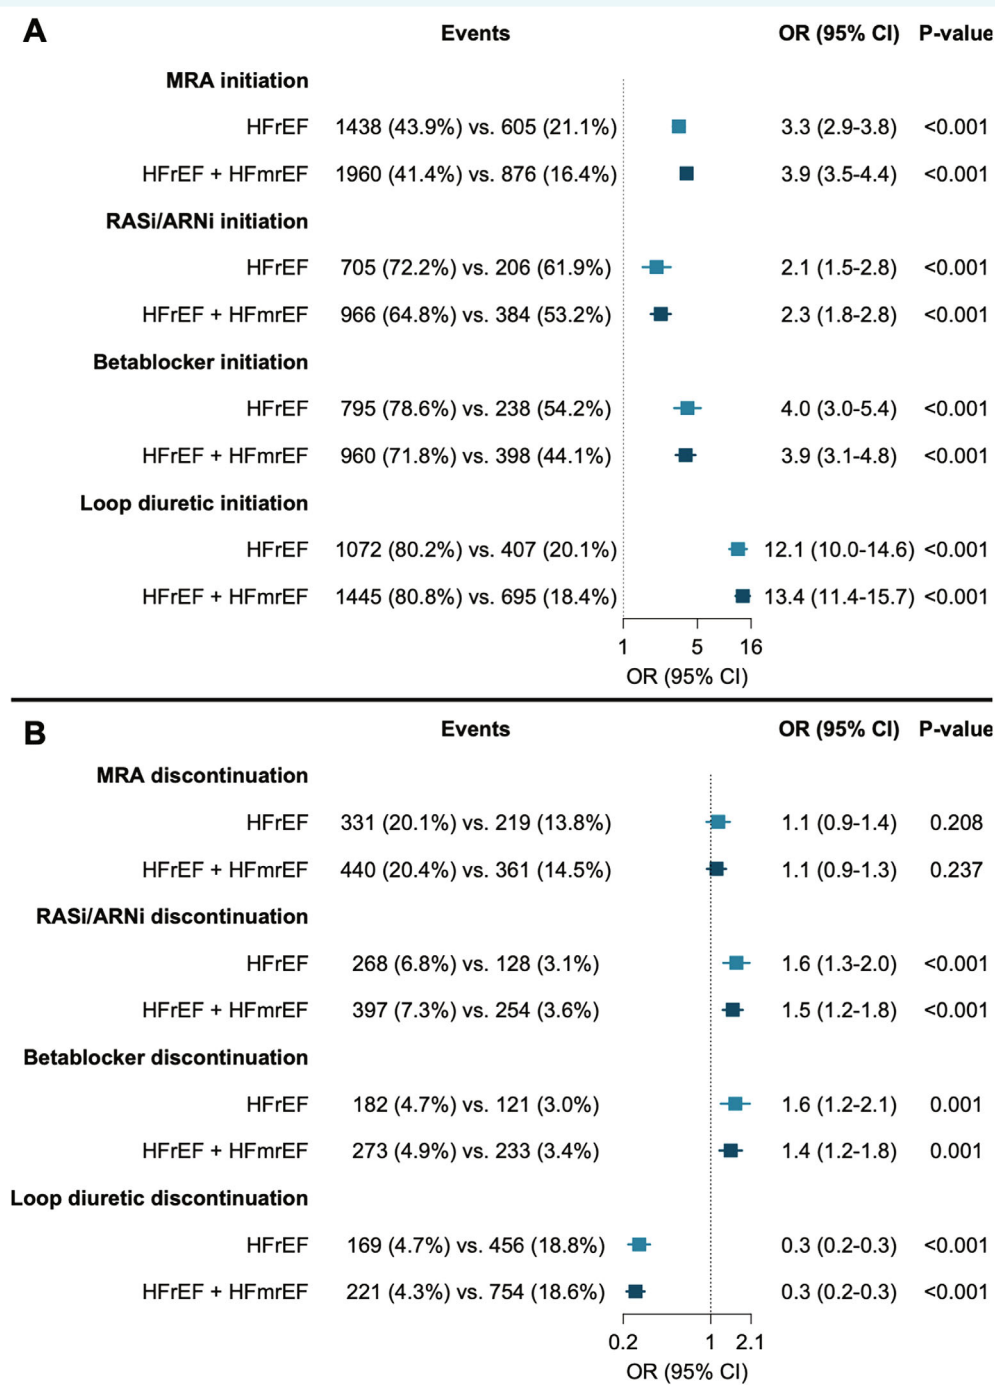 A Events OR (95% CI) P-value
MRA initiation
HFrEF 1438 (43.9%) vs. 605 (21.1%) 3.3 (2.9-3.8) <0.001
HFrEF + HFmrEF 1960 (41.4%) vs. 876 (16.4%) 3.9 (3.5-4.4) <0.001
RASi/ARNi initiation
HFrEF 705 (72.2%) vs. 206 (61.9%) 2.1 (1.5-2.8) <0.001
HFrEF + HFmrEF 966 (64.8%) vs. 384 (53.2%) 2.3 (1.8-2.8) <0.001
Betablocker initiation
HFrEF 795 (78.6%) vs. 238 (54.2%) 4.0 (3.0-5.4) <0.001
HFrEF + HFmrEF 960 (71.8%) vs. 398 (44.1%) 3.9 (3.1-4.8) <0.001
Loop diuretic initiation
HFrEF 1072 (80.2%) vs. 407 (20.1%) 12.1 (10.0-14.6) <0.001
HFrEF + HFmrEF 1445 (80.8%) vs. 695 (18.4%) 13.4 (11.4-15.7) <0.001
1 5 16
OR (95% CI)
B Events OR (95% CI) P-value
MRA discontinuation
HFrEF 331 (20.1%) vs. 219 (13.8%) 1.1 (0.9-1.4) 0.208
HFrEF + HFmrEF 440 (20.4%) vs. 361 (14.5%) 1.1 (0.9-1.3) 0.237
RASi/ARNi discontinuation
HFrEF 268 (6.8%) vs. 128 (3.1%) 1.6 (1.3-2.0) <0.001
HFrEF + HFmrEF 397 (7.3%) vs. 254 (3.6%) 1.5 (1.2-1.8) <0.001
Betablocker discontinuation
HFrEF 182 (4.7%) vs. 121 (3.0%) 1.6 (1.2-2.1) 0.001
HFrEF + HFmrEF 273 (4.9%) vs. 233 (3.4%) 1.4 (1.2-1.8) 0.001
Loop diuretic discontinuation
HFrEF 169 (4.7%) vs. 456 (18.8%) 0.3 (0.2-0.3) <0.001
HFrEF + HFmrEF 221 (4.3%) vs. 754 (18.6%) 0.3 (0.2-0.3) <0.001
0.2 1 2.1
OR (95% CI)